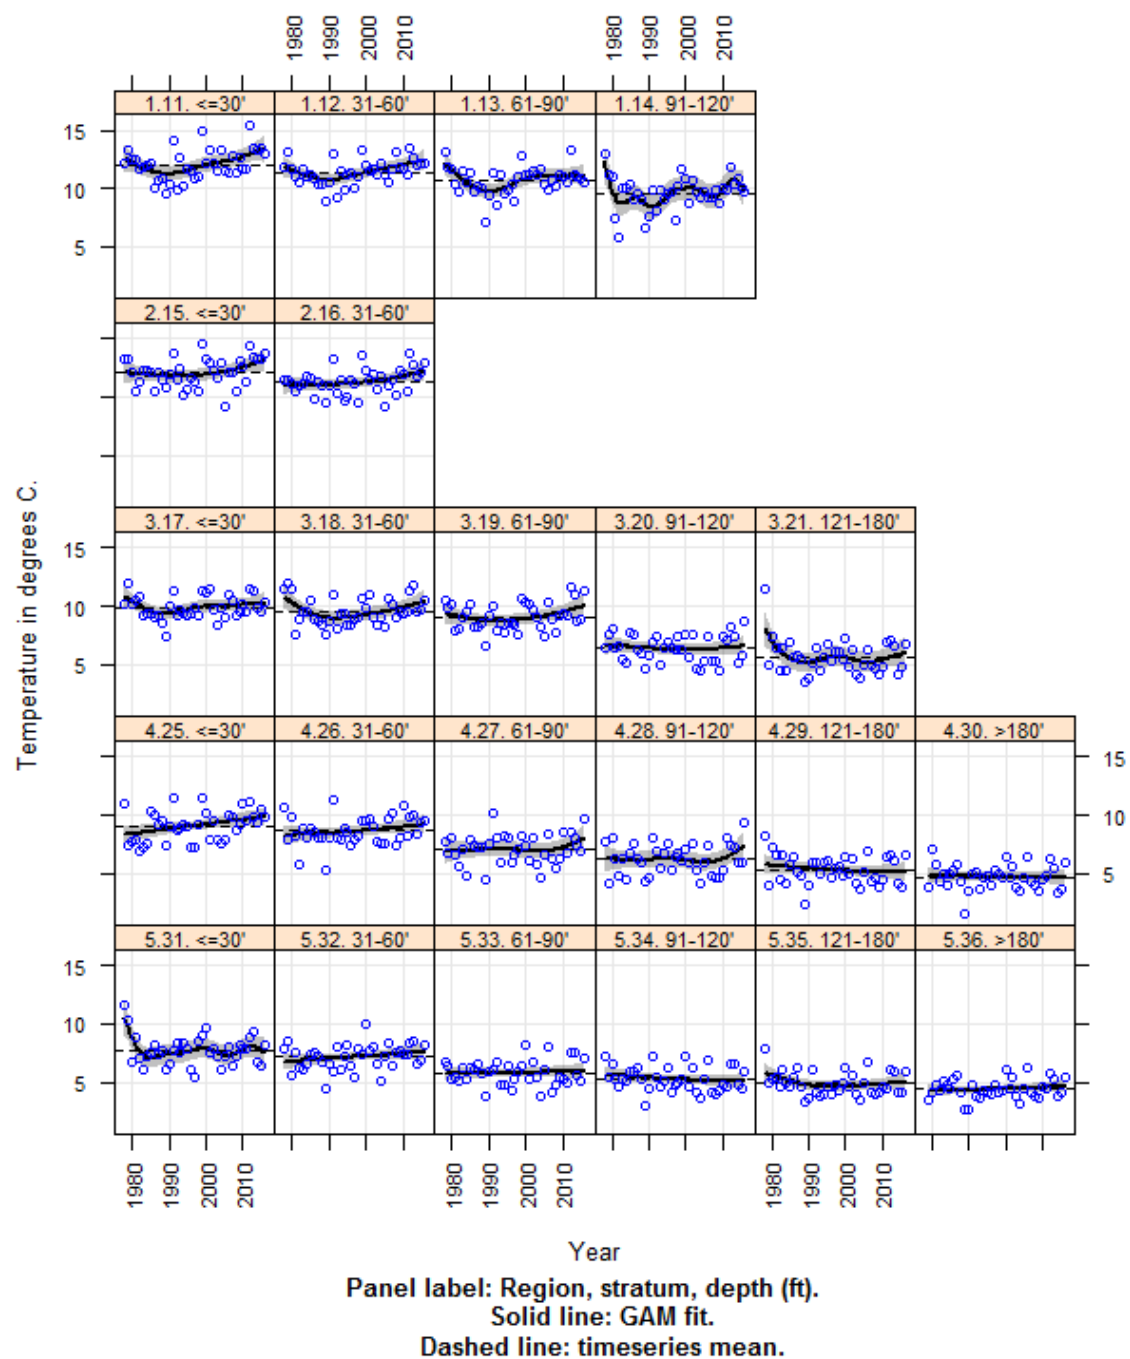 1980 1990 2000 2010 1980 1990 2000 2010
1.11. <=30' 1.12. 31-60' 1.13. 61-90' 1.14. 91-120'
15
10
5
2.15. <=30' 2.16. 31-60'
3.17. <=30' 3.18. 31-60' 3.19. 61-90' 3.20. 91-120' 3.21. 121-180'
15
10
5
4.25. <=30' 4.26. 31-60' 4.27. 61-90' 4.28. 91-120' 4.29. 121-180' 4.30. >180'
15
10
5
5.31. <=30' 5.32. 31-60' 5.33. 61-90' 5.34. 91-120' 5.35. 121-180' 5.36. >180'
15
10
5
1980 1990 2000 2010 1980 1990 2000 2010 1980 1990 2000 2010
Temperature in degrees C.
Year
Panel label: Region, stratum, depth (ft).
Solid line: GAM fit.
Dashed line: timeseries mean.